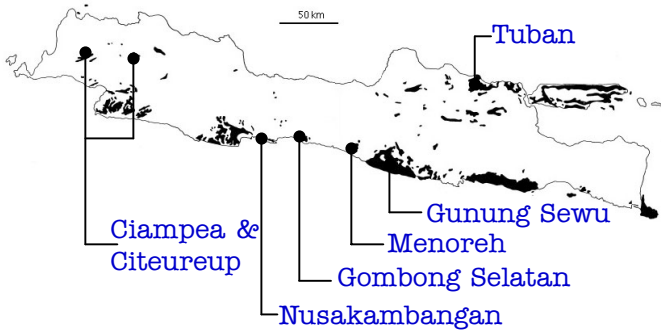 50 km
Tuban
Gunung Sewu
Ciampea &
Citeureup
Menoreh
Gombong Selatan
Nusakambangan